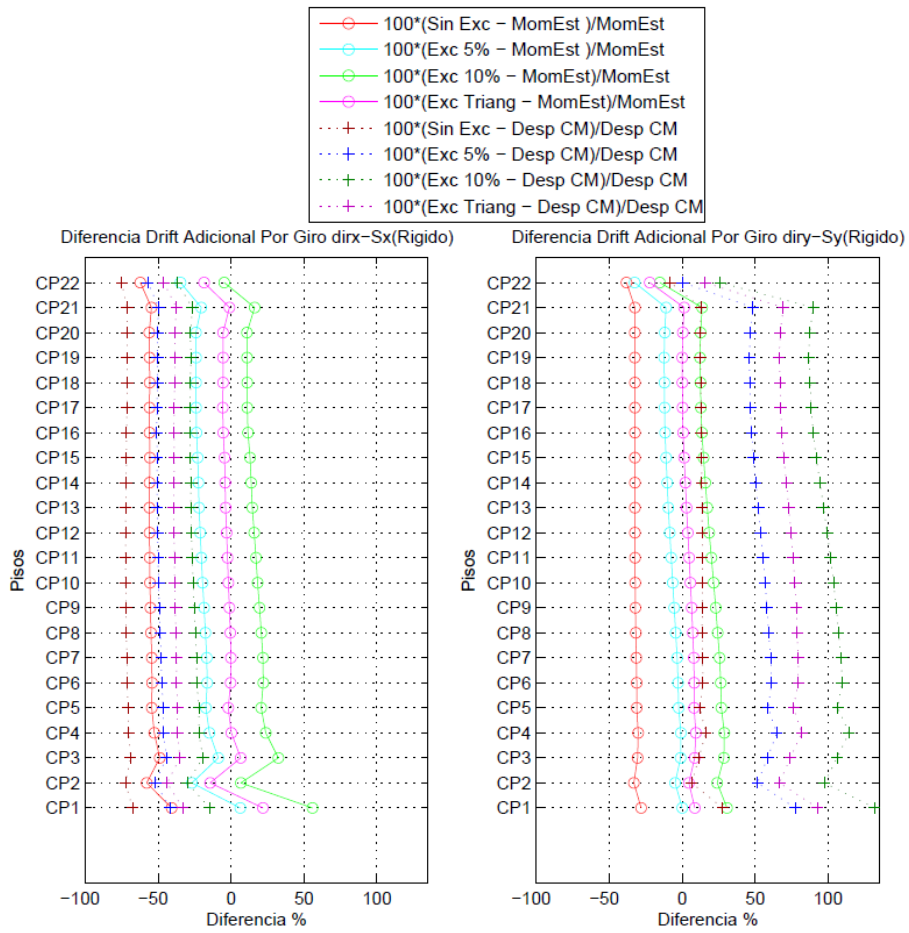 100*(Sin Exc − MomEst )/MomEst
100*(Exc 5% − MomEst )/MomEst
100*(Exc 10% − MomEst)/MomEst
100*(Exc Triang − MomEst)/MomEst
100*(Sin Exc − Desp CM)/Desp CM
100*(Exc 5% − Desp CM)/Desp CM
100*(Exc 10% − Desp CM)/Desp CM
100*(Exc Triang − Desp CM)/Desp CM
Diferencia Drift Adicional Por Giro dirx−Sx(Rigido)
CP22
CP21
CP20
CP19
CP18
CP17
CP16
CP15
CP14
CP13
CP12
CP11
CP10
CP9
CP8
CP7
CP6
CP5
CP4
CP3
CP2
CP1
Pisos
−100 −50 0 50 100
Diferencia %
Diferencia Drift Adicional Por Giro diry−Sy(Rigido)
CP22
CP21
CP20
CP19
CP18
CP17
CP16
CP15
CP14
CP13
CP12
CP11
CP10
CP9
CP8
CP7
CP6
CP5
CP4
CP3
CP2
CP1
Pisos
−100 −50 0 50 100
Diferencia %